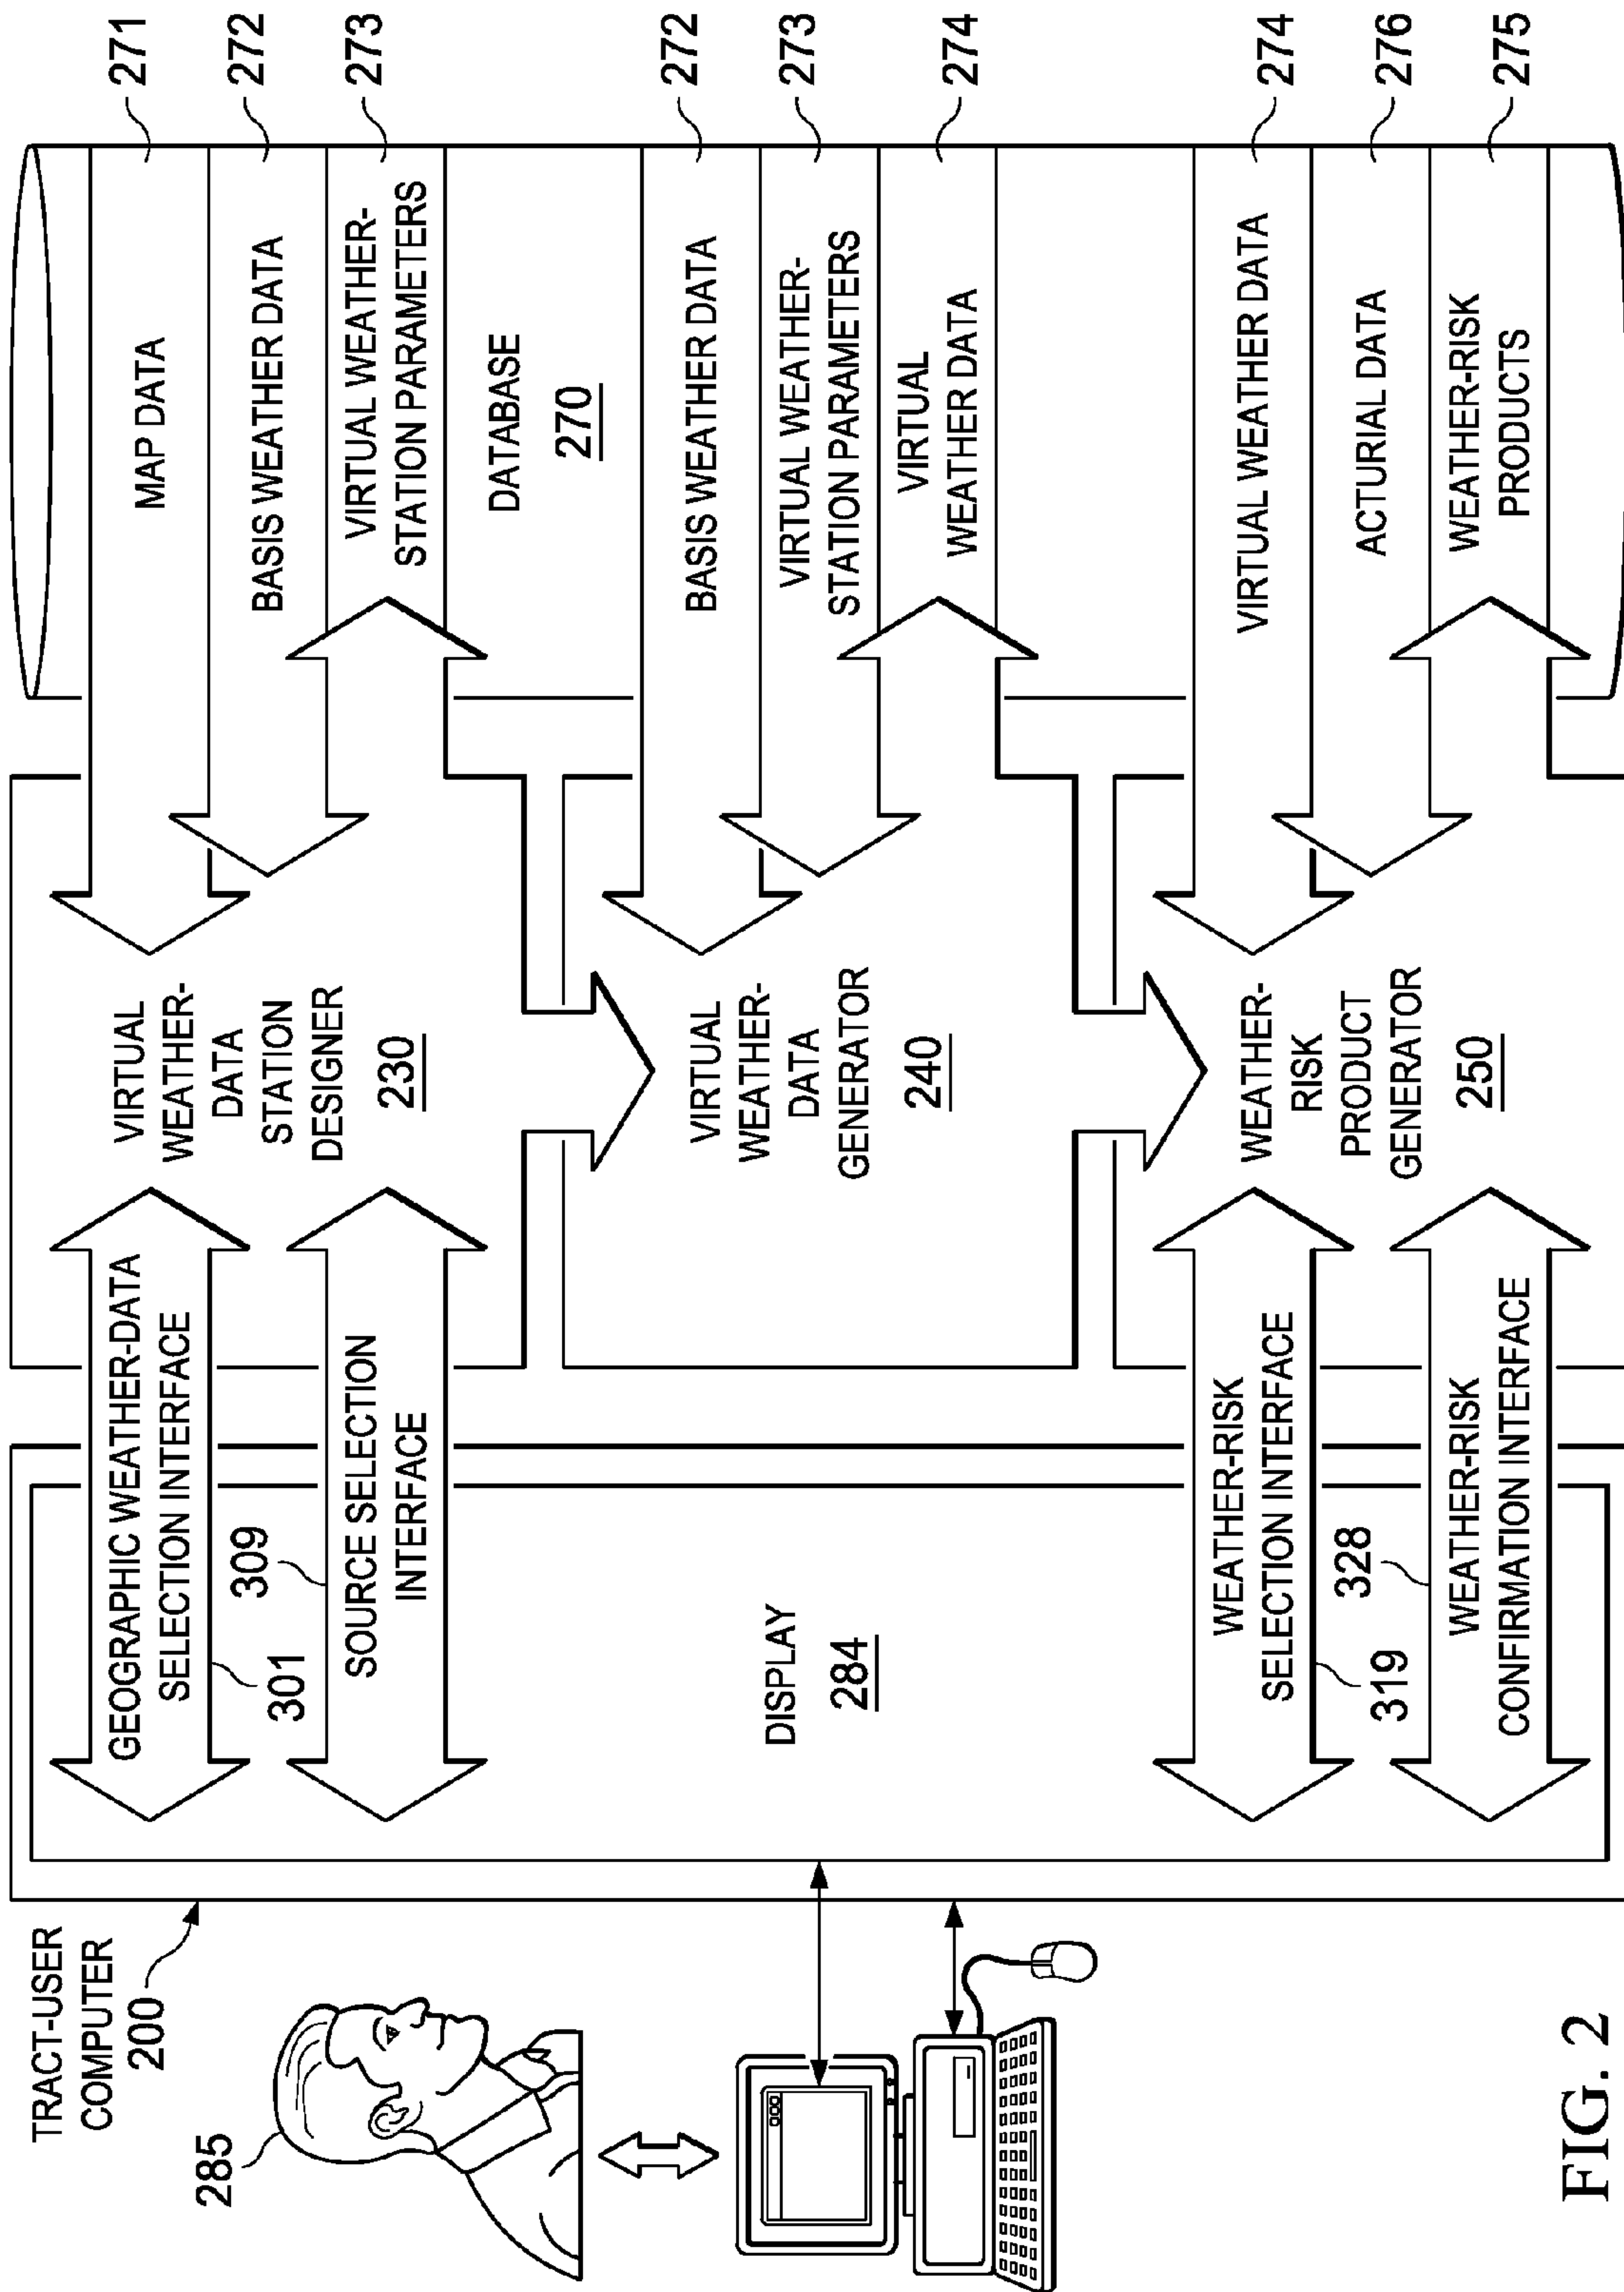 TRACT-USER
COMPUTER
200
285
GEOGRAPHIC WEATHER-DATA
SELECTION INTERFACE
301
309
SOURCE SELECTION
INTERFACE
DISPLAY
284
WEATHER-RISK
SELECTION INTERFACE
319
328
WEATHER-RISK
CONFIRMATION INTERFACE
VIRTUAL
WEATHER-
DATA
STATION
DESIGNER
230
VIRTUAL
WEATHER-
DATA
GENERATOR
240
WEATHER-
RISK
PRODUCT
GENERATOR
250
MAP DATA
271
BASIS WEATHER DATA
272
VIRTUAL WEATHER-
STATION PARAMETERS
273
DATABASE
270
BASIS WEATHER DATA
272
VIRTUAL WEATHER-
STATION PARAMETERS
273
VIRTUAL
WEATHER DATA
274
VIRTUAL WEATHER DATA
274
ACTURIAL DATA
276
WEATHER-RISK
PRODUCTS
275
FIG. 2